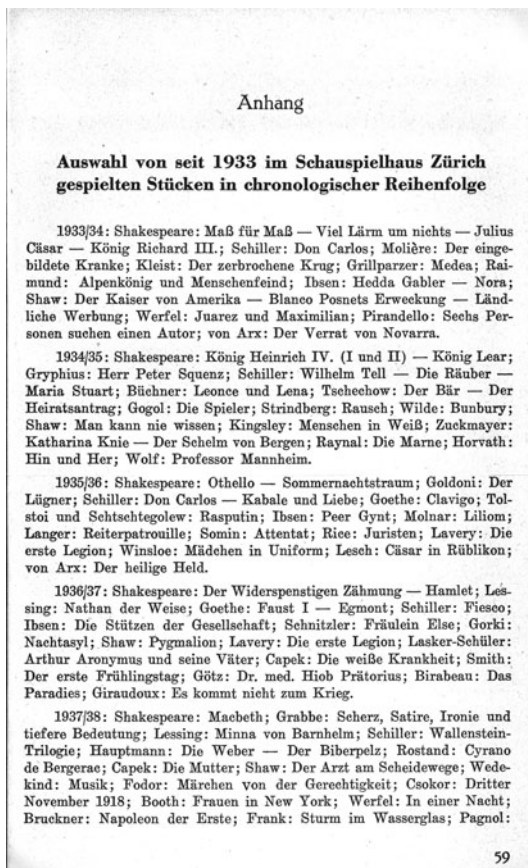 Anhang
Auswahl von seit 1933 im Schauspielhaus Zürich
gespielten Stücken in chronologischer Reihenfolge
1933/34: Shakespeare: Maß für Maß — Viel Lärm um nichts — Julius
Cäsar — König Richard III.; Schiller: Don Carlos; Molière: Der einge-
bildete Kranke; Kleist: Der zerbrochene Krug; Grillparzer: Medea; Rai-
mund: Alpenkönig und Menschenfeind; Ibsen: Hedda Gabler — Nora;
Shaw: Der Kaiser von Amerika — Blanco Posnets Erweckung — Länd-
liche Werbung; Werfel: Juarez und Maximilian; Pirandello: Sechs Per-
sonen suchen einen Autor; von Arx: Der Verrat von Novarra.
1934/35: Shakespeare: König Heinrich IV. (I und II) — König Lear;
Gryphius: Herr Peter Squenz; Schiller: Wilhelm Tell — Die Räuber —
Maria Stuart; Büchner: Leonce und Lena; Tschechow: Der Bär — Der
Heiratsantrag; Gogol: Die Spieler; Strindberg: Rausch; Wilde: Bunbury;
Shaw: Man kann nie wissen; Kingsley: Menschen in Weiß; Zuckmayer:
Katharina Knie — Der Schelm von Bergen; Raynal: Die Marne; Horvath:
Hin und Her; Wolf: Professor Mannheim.
1935/36: Shakespeare: Othello — Sommernachtstraum; Goldoni: Der
Lügner; Schiller: Don Carlos — Kabale und Liebe; Goethe: Clavigo; Tol-
stoi und Schtschtegolew: Rasputin; Ibsen: Peer Gynt; Molnar: Liliom;
Langer: Reiterpatrouille; Somin: Attentat; Rice: Juristen; Lavery: Die
erste Legion; Winsloe: Mädchen in Uniform; Lesch: Cäsar in Rüblikon;
von Arx: Der heilige Held.
1936/37: Shakespeare: Der Widerspenstigen Zähmung — Hamlet; Les-
sing: Nathan der Weise; Goethe: Faust I — Egmont; Schiller: Fiesco;
Ibsen: Die Stützen der Gesellschaft; Schnitzler: Fräulein Else; Gorki:
Nachtasyl; Shaw: Pygmalion; Lavery: Die erste Legion; Lasker-Schüler:
Arthur Aronymus und seine Väter; Capek: Die weiße Krankheit; Smith:
Der erste Frühlingstag; Götz: Dr. med. Hiob Prätorius; Birabeau: Das
Paradies; Giraudoux: Es kommt nicht zum Krieg.
1937/38: Shakespeare: Macbeth; Grabbe: Scherz, Satire, Ironie und
tiefere Bedeutung; Lessing: Minna von Barnhelm; Schiller: Wallenstein-
Trilogie; Hauptmann: Die Weber — Der Biberpelz; Rostand: Cyrano
de Bergerac; Capek: Die Mutter; Shaw: Der Arzt am Scheidewege; Wede-
kind: Musik; Fodor: Märchen von der Gerechtigkeit; Csokor: Dritter
November 1918; Booth: Frauen in New York; Werfel: In einer Nacht;
Bruckner: Napoleon der Erste; Frank: Sturm im Wasserglas; Pagnol:
59